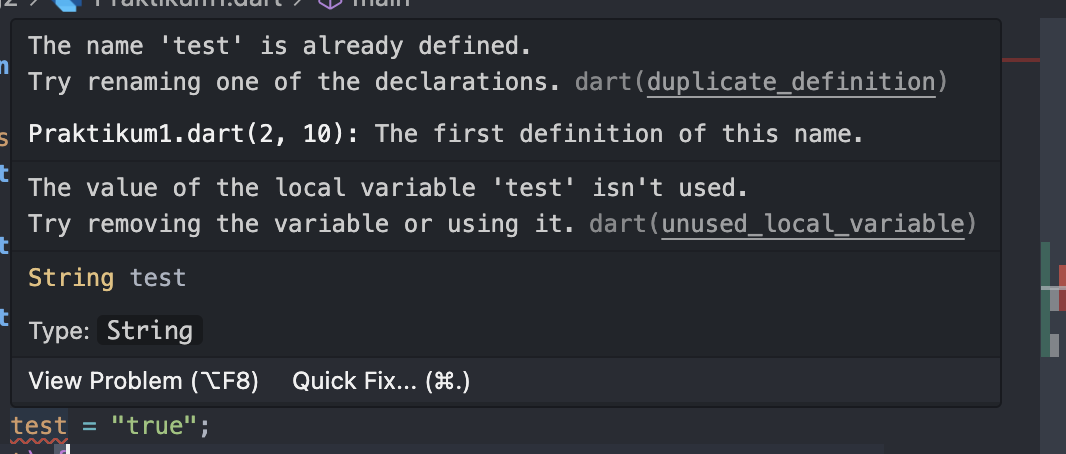 Praktikum1.dart > main
The name 'test' is already defined.
Try renaming one of the declarations. dart(duplicate_definition)
Praktikum1.dart(2, 10): The first definition of this name.
The value of the local variable 'test' isn't used.
Try removing the variable or using it. dart(unused_local_variable)
String test
Type: String
View Problem (⌥F8) Quick Fix... (⌘.)
test = "true";